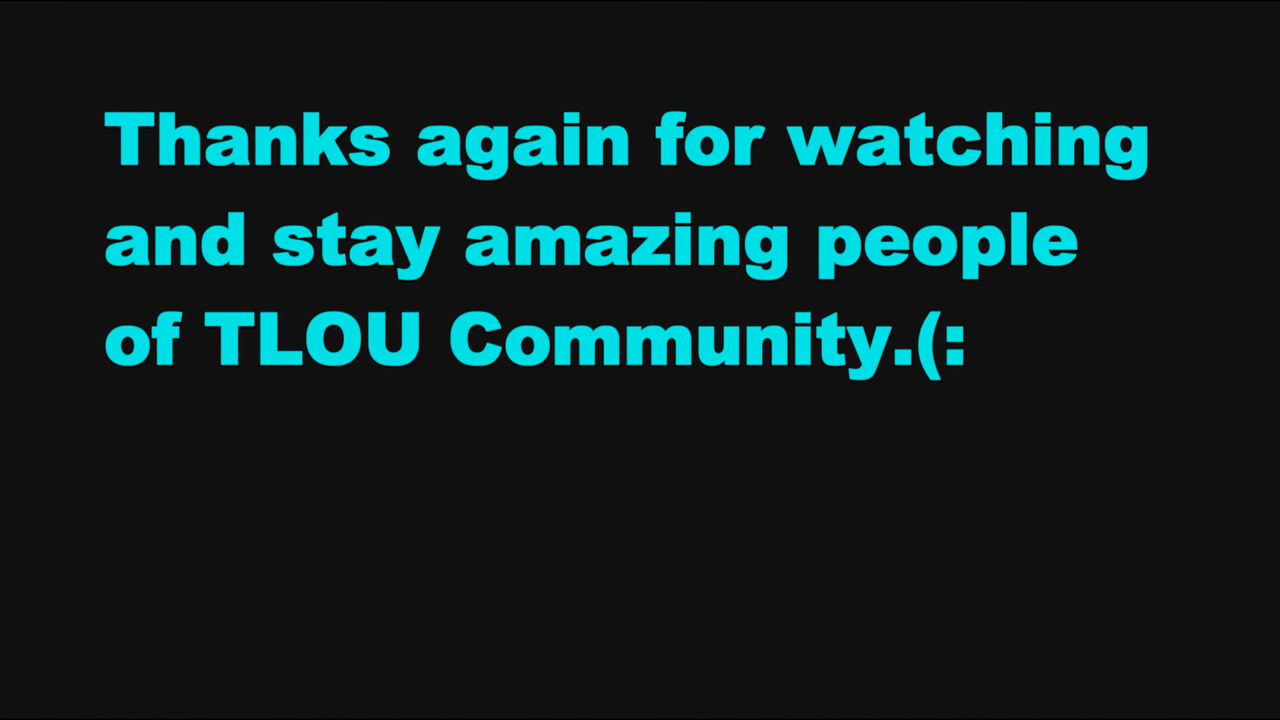 Thanks again for watching
and stay amazing people
of TLOU Community.(: